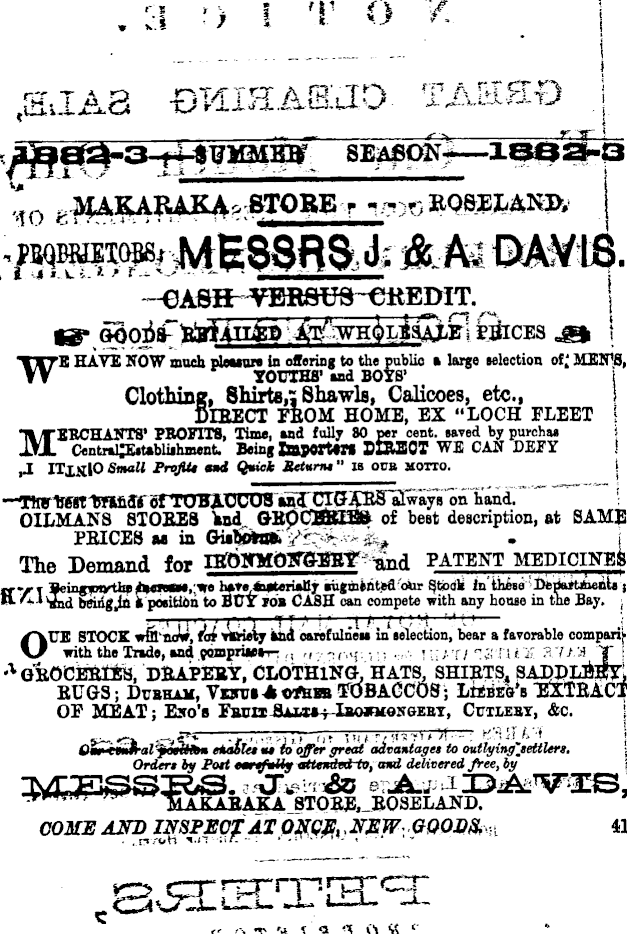 1882-3—SUMMER SEASON—1882-3
MAKARAKA STORE - - - ROSELAND.
PROPRIETORS: MESSRS J. & A. DAVIS.
CASH VERSUS CREDIT.
GOODS RETAILED AT WHOLESALE PRICES
WE HAVE NOW much pleasure in offering to the public a large selection of MEN'S,
YOUTHS' and BOYS'
Clothing, Shirts, Shawls, Calicoes, etc.,
DIRECT FROM HOME, EX "LOCH FLEET
MERCHANTS' PROFITS, Time, and fully 30 per cent. saved by purchas
Central Establishment. Being Importers DIRECT WE CAN DEFY
Small Profits and Quick Returns" IS OUR MOTTO.
The best brands of TOBACCOS and CIGARS always on hand.
OILMANS STORES and GROCERIES of best description, at SAME
PRICES as in Gisborne.
The Demand for IRONMONGERY and PATENT MEDICINES
Being on the increase, we have materially augmented our Stock in these Departments;
and being in a position to BUY FOR CASH can compete with any house in the Bay.
OUR STOCK will now, for variety and carefulness in selection, bear a favorable compari-
with the Trade, and comprises—
GROCERIES, DRAPERY, CLOTHING, HATS, SHIRTS, SADDLERY,
RUGS; DURHAM, VENUS & OTHER TOBACCOS; LIEBEG'S EXTRACT
OF MEAT; ENO'S FRUIT SALTS; IRONMONGERY, CUTLERY, &C.
Our central position enables us to offer great advantages to outlying settlers.
Orders by Post carefully attended to, and delivered free, by
MESSRS. J. & A. DAVIS,
MAKARAKA STORE, ROSELAND.
COME AND INSPECT AT ONCE, NEW GOODS. 41